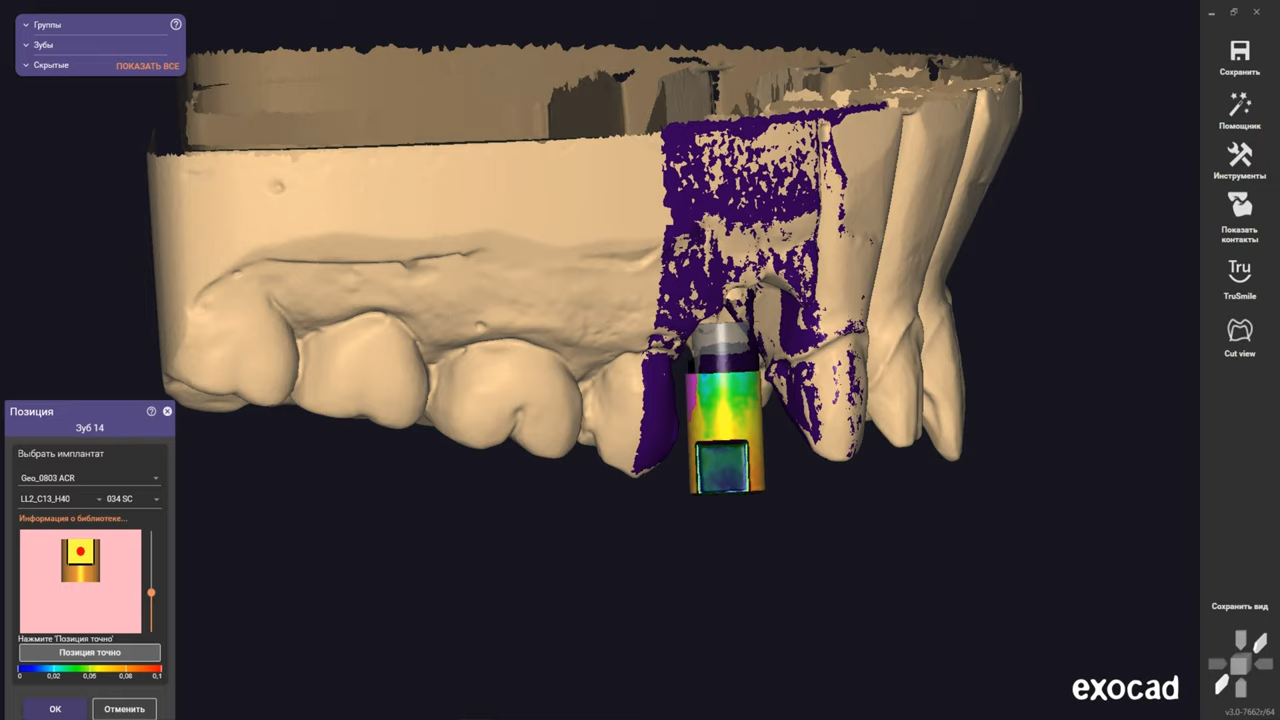 Группы
Зубы
Скрытые ПОКАЗАТЬ ВСЕ
Сохранить
Помощник
Инструменты
Показать
контакты
Tru
TruSmile
Cut view
Позиция
Зуб 14
Выбрать имплантат
Geo_0803 ACR
LL2_C13_H40 034 SC
Информация о библиотеке...
Нажмите 'Позиция точно'
Позиция точно
0 0,02 0,05 0,08 0,1
ОК Отменить
Сохранить вид
exocad
v3.0-7662r/64